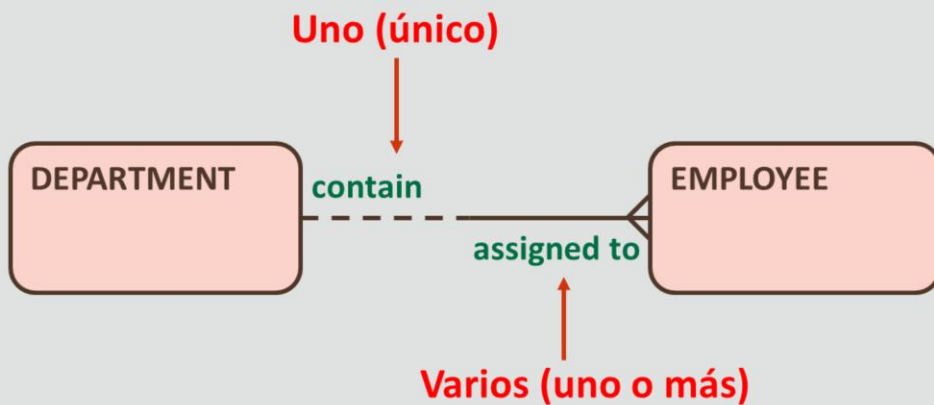 Uno (único)
DEPARTMENT
contain
EMPLOYEE
assigned to
Varios (uno o más)